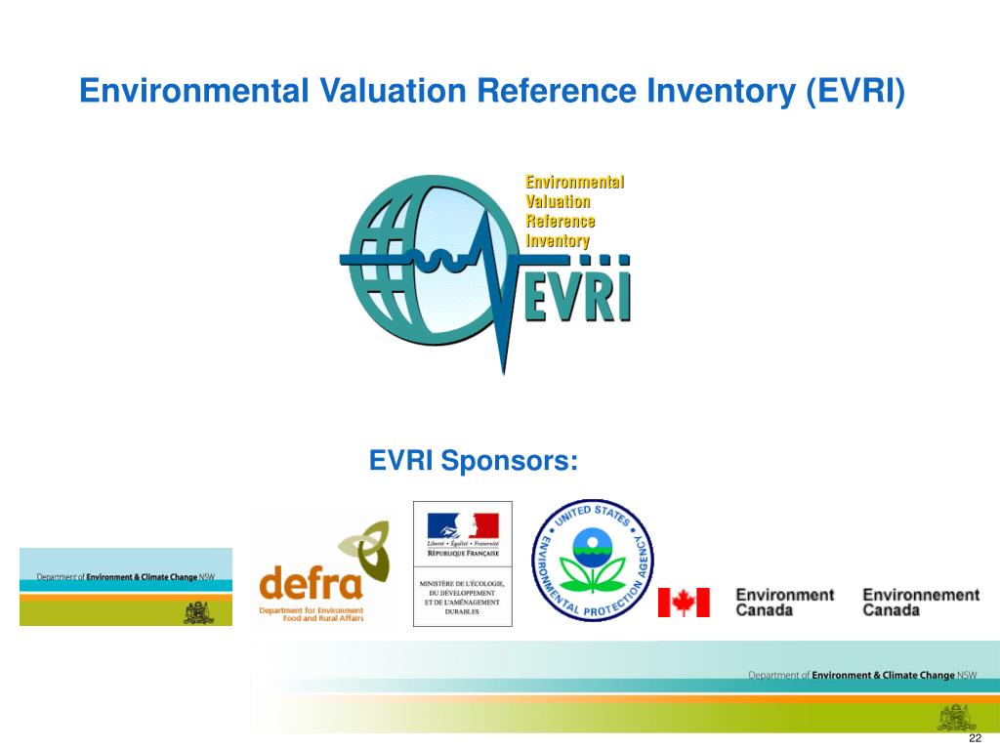 Environmental Valuation Reference Inventory (EVRI)
Environmental
Valuation
Reference
Inventory
EVRI
EVRI Sponsors:
Department of Environment & Climate Change NSW
defra
Department for Environment
Food and Rural Affairs
Liberté • Égalité • Fraternité
RÉPUBLIQUE FRANÇAISE
MINISTÈRE DE L'ÉCOLOGIE,
DU DÉVELOPPEMENT
ET DE L'AMÉNAGEMENT
DURABLES
UNITED STATES
ENVIRONMENTAL PROTECTION AGENCY
Environment
Canada
Environnement
Canada
Department of Environment & Climate Change NSW
22